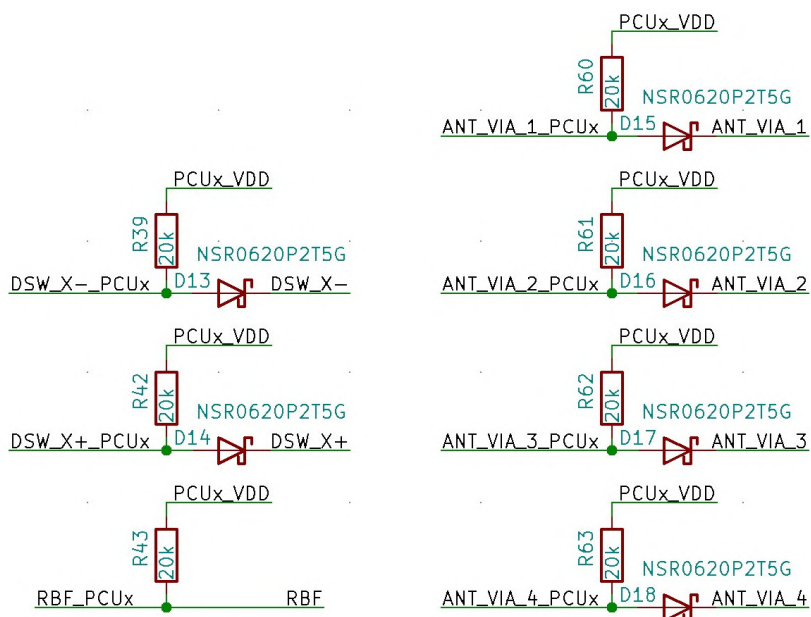 PCUx_VDD
R39
20k
NSR0620P2T5G
DSW_X-_PCUx
D13
DSW_X-
PCUx_VDD
R42
20k
NSR0620P2T5G
DSW_X+_PCUx
D14
DSW_X+
PCUx_VDD
R43
20k
RBF_PCUx
RBF
PCUx_VDD
R60
20k
NSR0620P2T5G
ANT_VIA_1_PCUx
D15
ANT_VIA_1
PCUx_VDD
R61
20k
NSR0620P2T5G
ANT_VIA_2_PCUx
D16
ANT_VIA_2
PCUx_VDD
R62
20k
NSR0620P2T5G
ANT_VIA_3_PCUx
D17
ANT_VIA_3
PCUx_VDD
R63
20k
NSR0620P2T5G
ANT_VIA_4_PCUx
D18
ANT_VIA_4